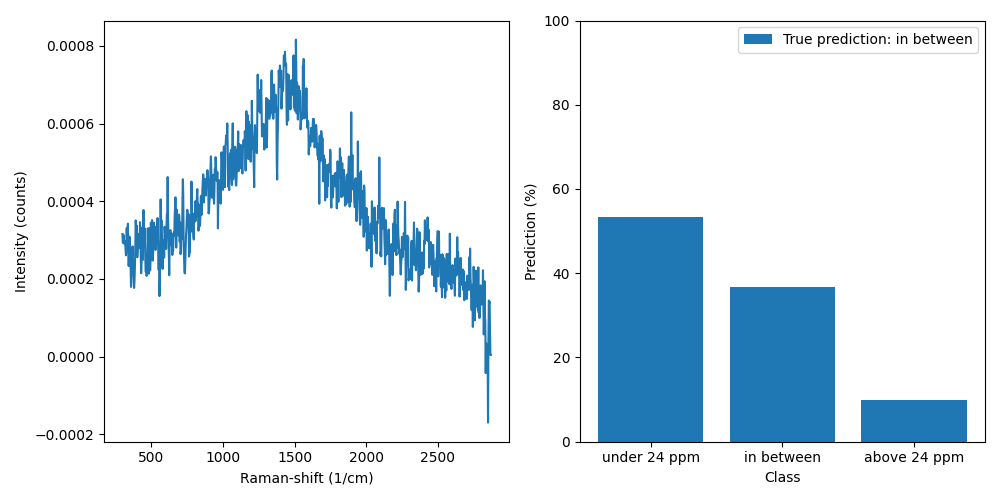 0.0008
0.0006
0.0004
0.0002
0.0000
−0.0002
Intensity (counts)
500 1000 1500 2000 2500
Raman-shift (1/cm)
100
80
60
40
20
0
Prediction (%)
True prediction: in between
under 24 ppm in between above 24 ppm
Class